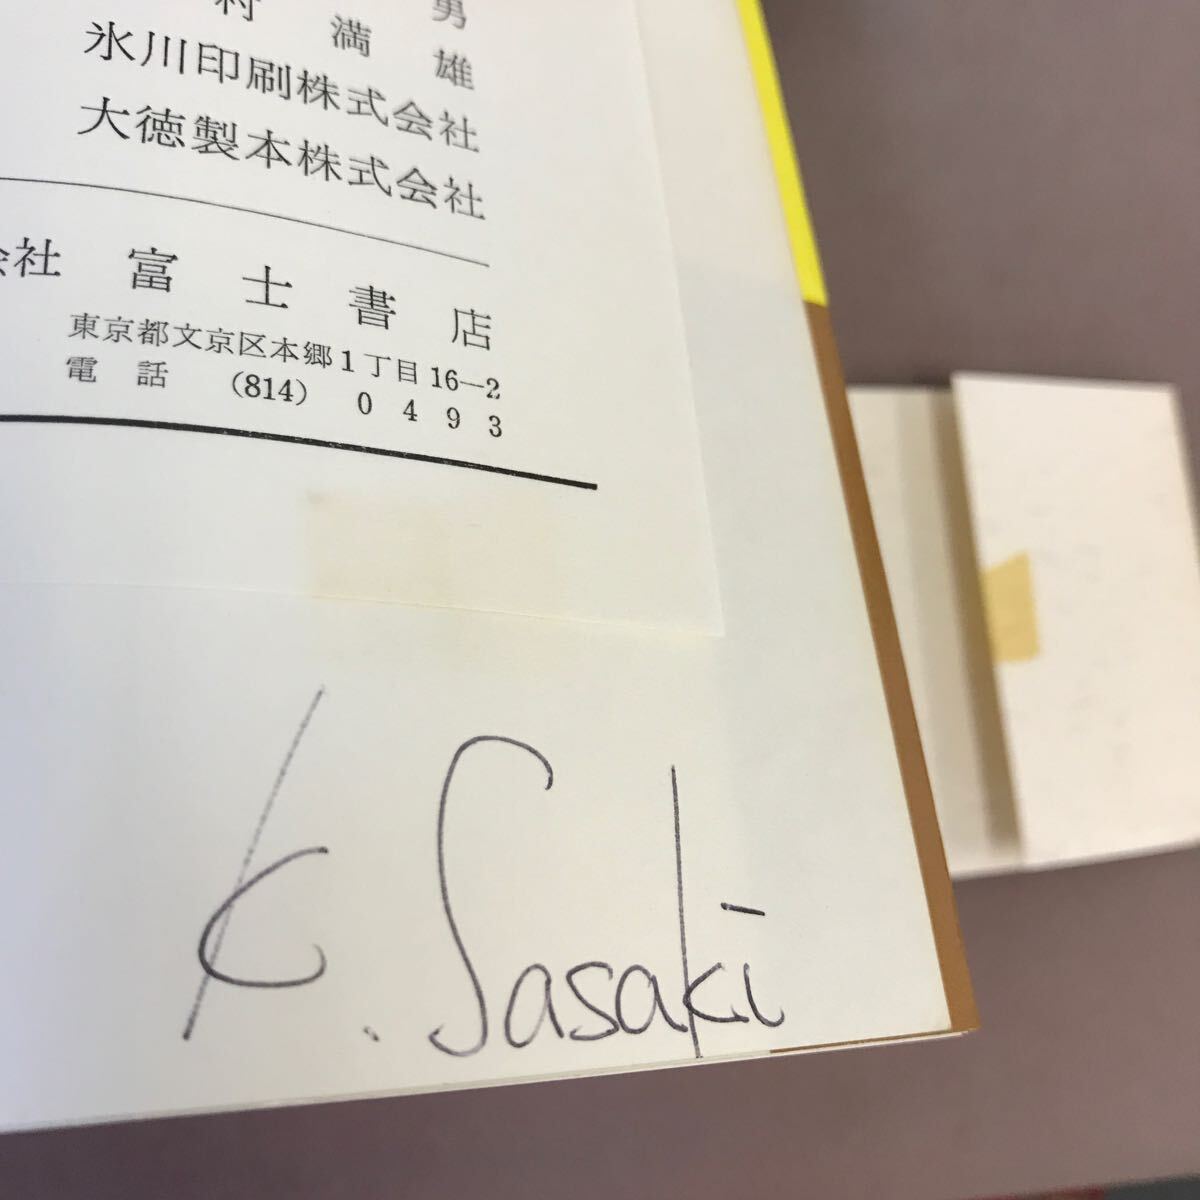 勇
村 満 雄
氷川印刷株式会社
大徳製本株式会社
会社 富士書店
東京都文京区本郷1丁目16—2
電話 (814) 0493
K. Sasaki